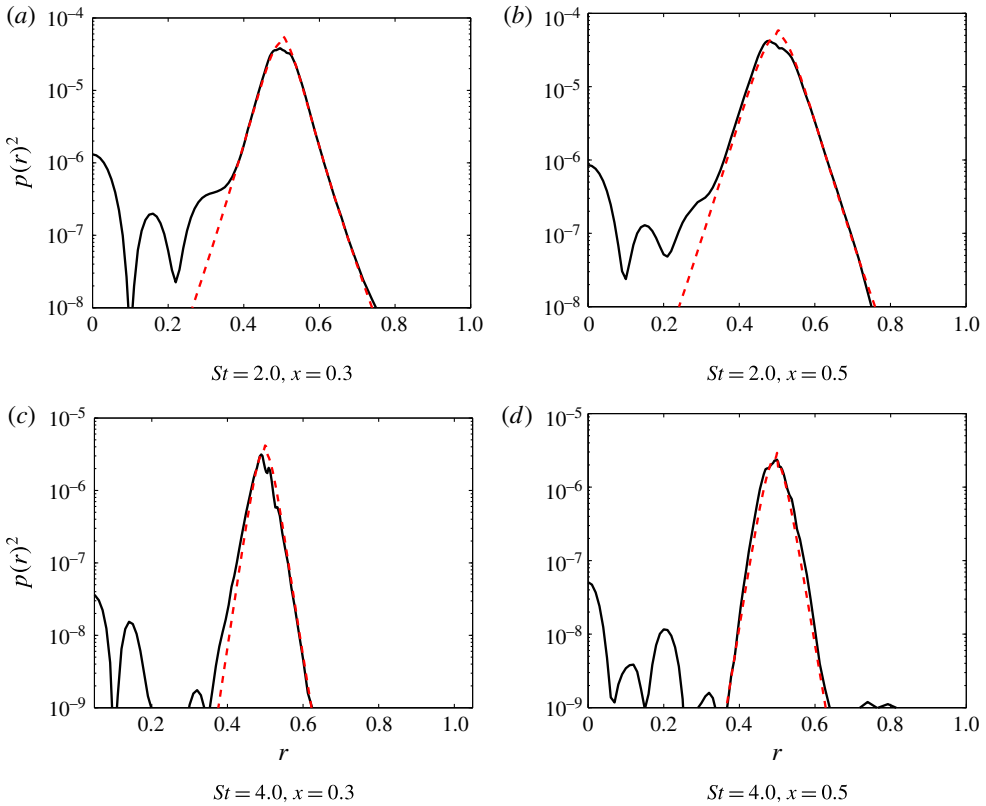 (a)
(b)
10⁻⁴
10⁻⁵
10⁻⁶
10⁻⁷
10⁻⁸
p(r)²
0 0.2 0.4 0.6 0.8 1.0
10⁻⁴
10⁻⁵
10⁻⁶
10⁻⁷
10⁻⁸
0 0.2 0.4 0.6 0.8 1.0
St = 2.0, x = 0.3
St = 2.0, x = 0.5
(c)
(d)
10⁻⁵
10⁻⁶
10⁻⁷
10⁻⁸
10⁻⁹
p(r)²
0.2 0.4 0.6 0.8 1.0
r
10⁻⁵
10⁻⁶
10⁻⁷
10⁻⁸
10⁻⁹
0 0.2 0.4 0.6 0.8 1.0
r
St = 4.0, x = 0.3
St = 4.0, x = 0.5